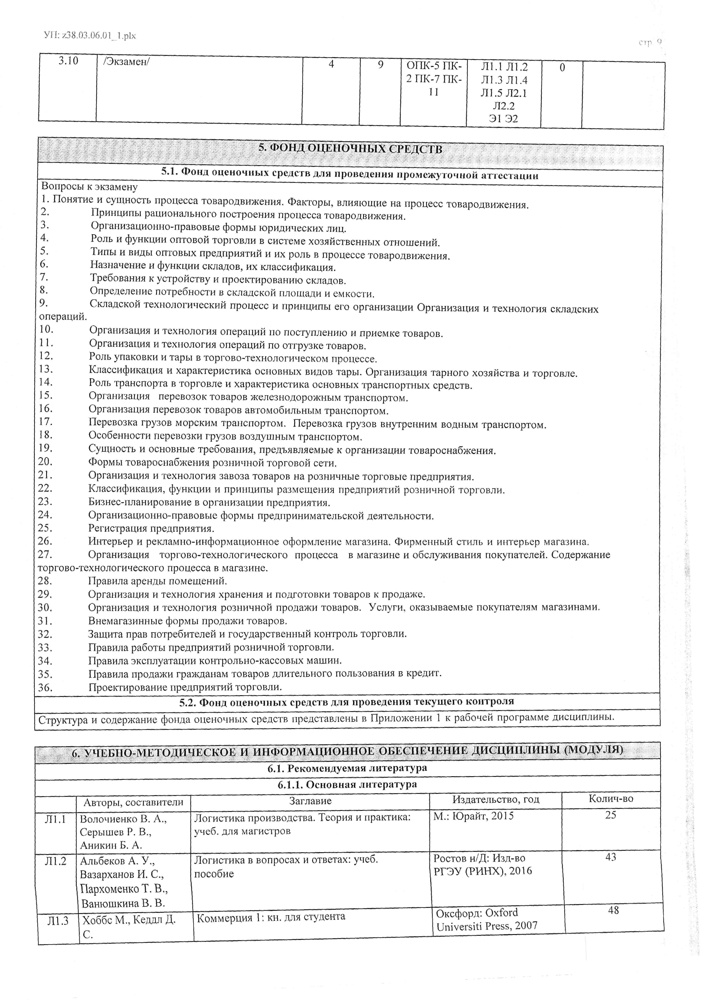 УП: z38.03.06.01_1.plx
стр. 9
3.10 /Экзамен/ 4 9 ОПК-5 ПК- Л1.1 Л1.2 0
2 ПК-7 ПК- Л1.3 Л1.4
11 Л1.5 Л2.1
Л2.2
Э1 Э2
5. ФОНД ОЦЕНОЧНЫХ СРЕДСТВ
5.1. Фонд оценочных средств для проведения промежуточной аттестации
Вопросы к экзамену
1. Понятие и сущность процесса товародвижения. Факторы, влияющие на процесс товародвижения.
2. Принципы рационального построения процесса товародвижения.
3. Организационно-правовые формы юридических лиц.
4. Роль и функции оптовой торговли в системе хозяйственных отношений.
5. Типы и виды оптовых предприятий и их роль в процессе товародвижения.
6. Назначение и функции складов, их классификация.
7. Требования к устройству и проектированию складов.
8. Определение потребности в складской площади и емкости.
9. Складской технологический процесс и принципы его организации Организация и технология складских
операций.
10. Организация и технология операций по поступлению и приемке товаров.
11. Организация и технология операций по отгрузке товаров.
12. Роль упаковки и тары в торгово-технологическом процессе.
13. Классификация и характеристика основных видов тары. Организация тарного хозяйства и торговле.
14. Роль транспорта в торговле и характеристика основных транспортных средств.
15. Организация перевозок товаров железнодорожным транспортом.
16. Организация перевозок товаров автомобильным транспортом.
17. Перевозка грузов морским транспортом. Перевозка грузов внутренним водным транспортом.
18. Особенности перевозки грузов воздушным транспортом.
19. Сущность и основные требования, предъявляемые к организации товароснабжения.
20. Формы товароснабжения розничной торговой сети.
21. Организация и технология завоза товаров на розничные торговые предприятия.
22. Классификация, функции и принципы размещения предприятий розничной торговли.
23. Бизнес-планирование в организации предприятия.
24. Организационно-правовые формы предпринимательской деятельности.
25. Регистрация предприятия.
26. Интерьер и рекламно-информационное оформление магазина. Фирменный стиль и интерьер магазина.
27. Организация торгово-технологического процесса в магазине и обслуживания покупателей. Содержание
торгово-технологического процесса в магазине.
28. Правила аренды помещений.
29. Организация и технология хранения и подготовки товаров к продаже.
30. Организация и технология розничной продажи товаров. Услуги, оказываемые покупателям магазинами.
31. Внемагазинные формы продажи товаров.
32. Защита прав потребителей и государственный контроль торговли.
33. Правила работы предприятий розничной торговли.
34. Правила эксплуатации контрольно-кассовых машин.
35. Правила продажи гражданам товаров длительного пользования в кредит.
36. Проектирование предприятий торговли.
5.2. Фонд оценочных средств для проведения текущего контроля
Структура и содержание фонда оценочных средств представлены в Приложении 1 к рабочей программе дисциплины.
6. УЧЕБНО-МЕТОДИЧЕСКОЕ И ИНФОРМАЦИОННОЕ ОБЕСПЕЧЕНИЕ ДИСЦИПЛИНЫ (МОДУЛЯ)
6.1. Рекомендуемая литература
6.1.1. Основная литература
Авторы, составители Заглавие Издательство, год Колич-во
Л1.1 Волочиенко В. А., Логистика производства. Теория и практика: М.: Юрайт, 2015 25
Серышев Р. В., учеб. для магистров
Аникин Б. А.
Л1.2 Альбеков А. У., Логистика в вопросах и ответах: учеб. Ростов н/Д: Изд-во 43
Вазарханов И. С., пособие РГЭУ (РИНХ), 2016
Пархоменко Т. В.,
Ванюшкина В. В.
Л1.3 Хоббс М., Кеддл Д. Коммерция 1: кн. для студента Оксфорд: Oxford 48
С. Universiti Press, 2007